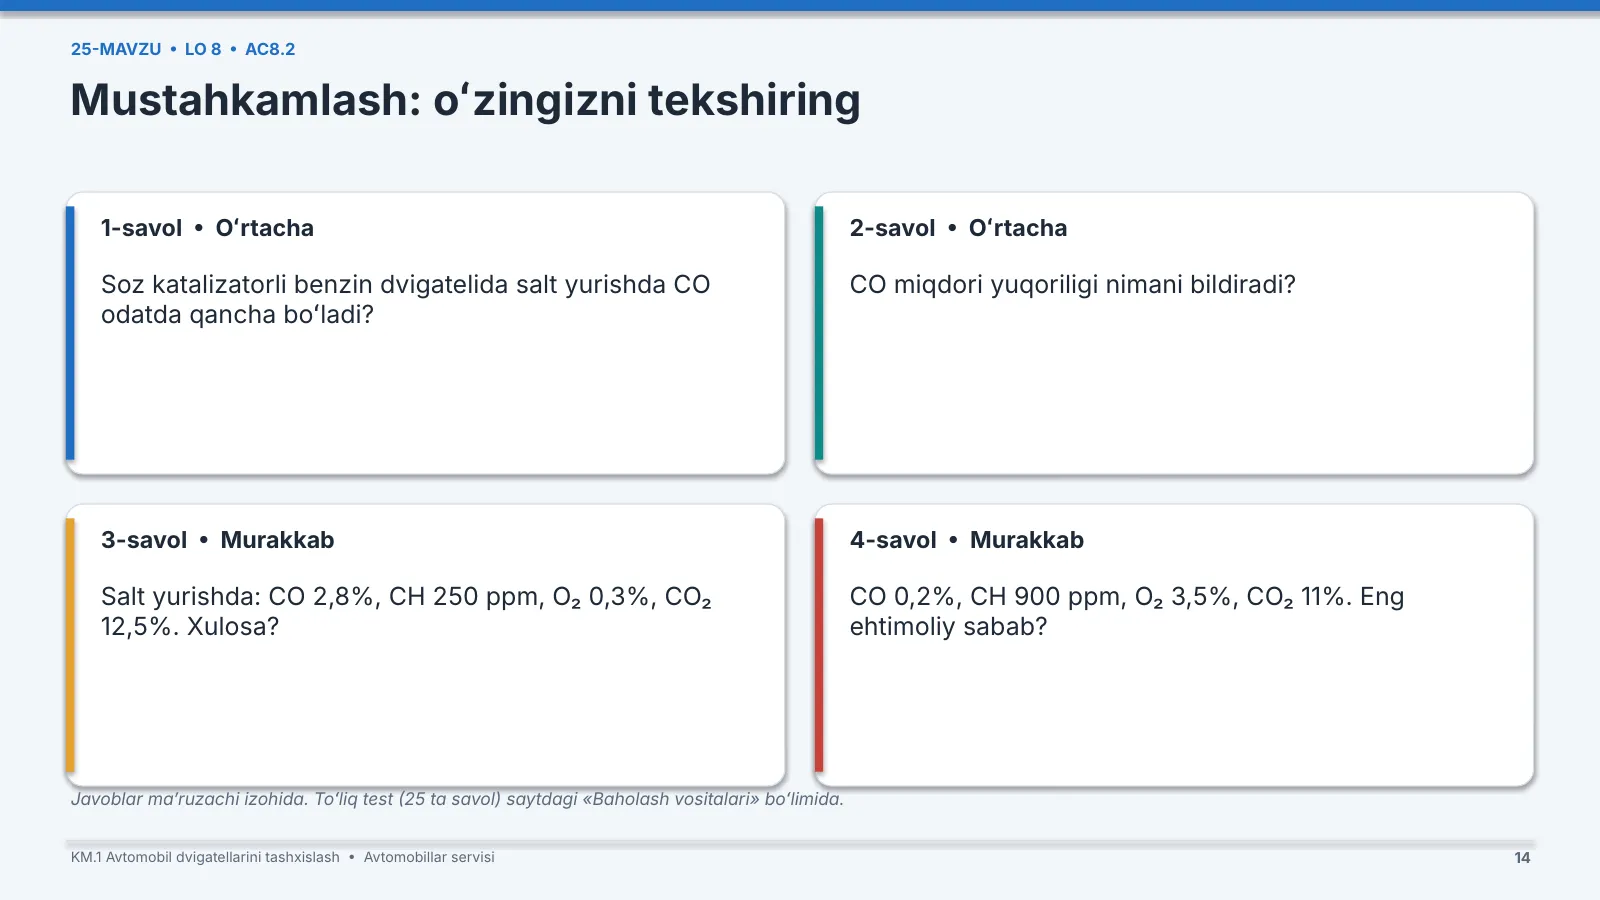 25-MAVZU • LO 8 • AC8.2
Mustahkamlash: oʻzingizni tekshiring
1-savol • Oʻrtacha
Soz katalizatorli benzin dvigatelida salt yurishda CO
odatda qancha boʻladi?
2-savol • Oʻrtacha
CO miqdori yuqoriligi nimani bildiradi?
3-savol • Murakkab
Salt yurishda: CO 2,8%, CH 250 ppm, O₂ 0,3%, CO₂
12,5%. Xulosa?
4-savol • Murakkab
CO 0,2%, CH 900 ppm, O₂ 3,5%, CO₂ 11%. Eng
ehtimoliy sabab?
Javoblar maʼruzachi izohida. Toʻliq test (25 ta savol) saytdagi «Baholash vositalari» boʻlimida.
KM.1 Avtomobil dvigatellarini tashxislash • Avtomobillar servisi
14